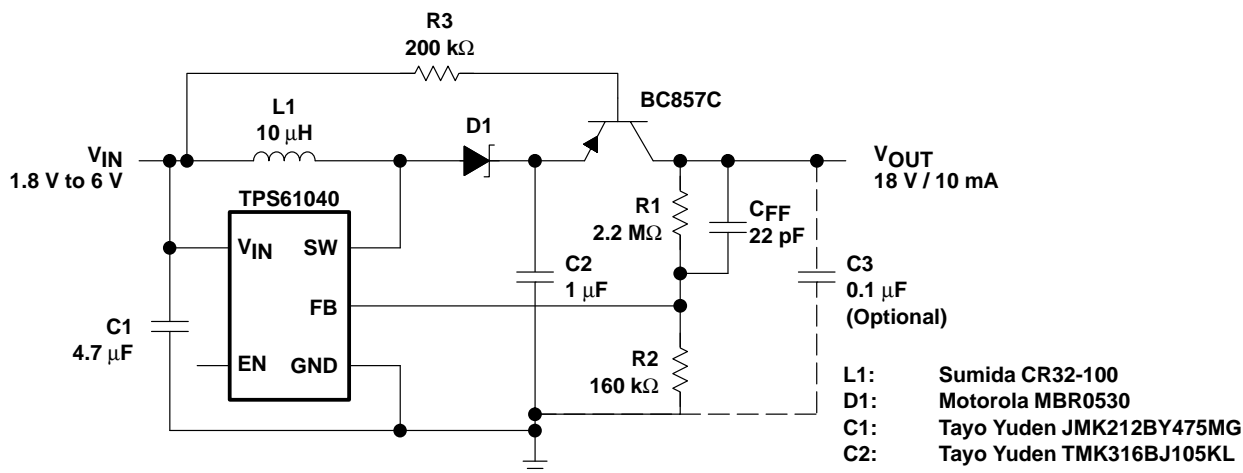 R3
200 kΩ
BC857C
L1
10 μH
D1
VIN
1.8 V to 6 V
VOUT
18 V / 10 mA
TPS61040
VIN
SW
R1
2.2 MΩ
CFF
22 pF
C2
1 μF
C3
0.1 μF
(Optional)
FB
C1
4.7 μF
EN
GND
R2
160 kΩ
L1: Sumida CR32-100
D1: Motorola MBR0530
C1: Tayo Yuden JMK212BY475MG
C2: Tayo Yuden TMK316BJ105KL